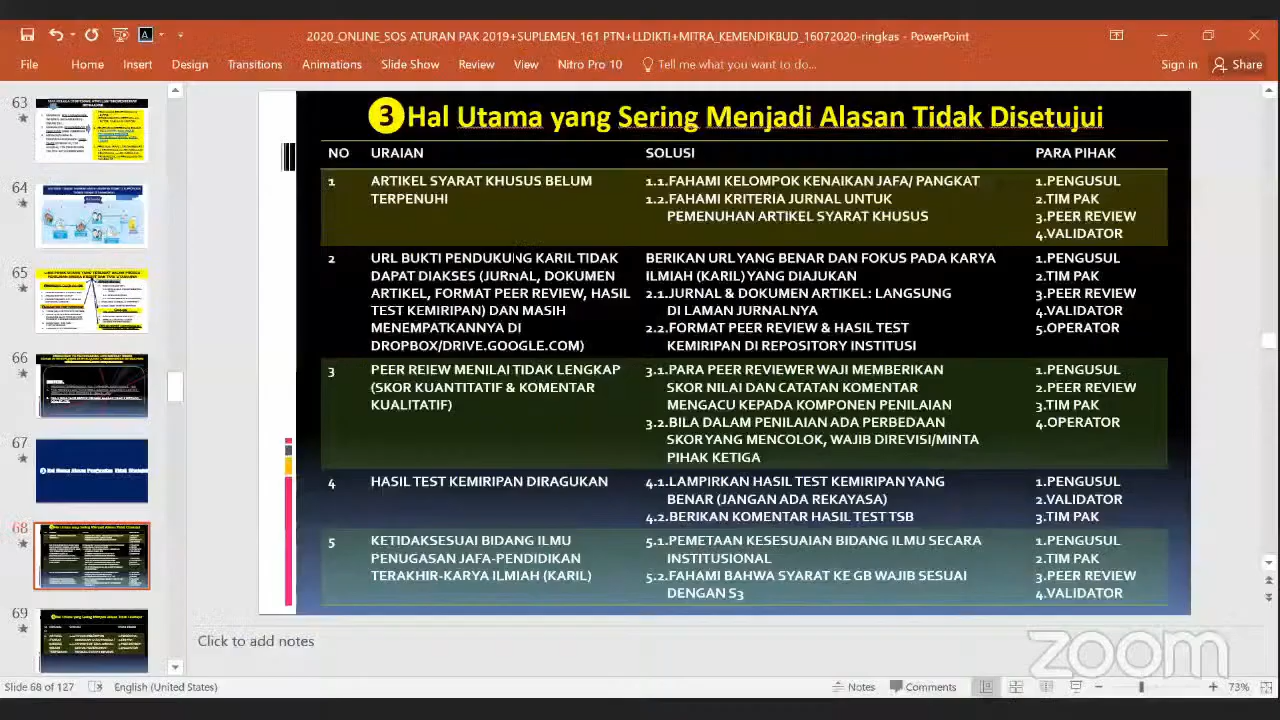 2020_ONLINE_SOS ATURAN PAK 2019+SUPLEMEN_161 PTN+LLDIKTI+MITRA_KEMENDIKBUD_16072020-ringkas - PowerPoint
File Home Insert Design Transitions Animations Slide Show Review View Nitro Pro 10 Tell me what you want to do... Sign in Share
63
64
65
66
67
68
69
3 Hal Utama yang Sering Menjadi Alasan Tidak Disetujui
NO URAIAN SOLUSI PARA PIHAK
1 ARTIKEL SYARAT KHUSUS BELUM
TERPENUHI
1.1.FAHAMI KELOMPOK KENAIKAN JAFA/ PANGKAT
1.2.FAHAMI KRITERIA JURNAL UNTUK
PEMENUHAN ARTIKEL SYARAT KHUSUS
1.PENGUSUL
2.TIM PAK
3.PEER REVIEW
4.VALIDATOR
2 URL BUKTI PENDUKUNG KARIL TIDAK
DAPAT DIAKSES (JURNAL, DOKUMEN
ARTIKEL, FORMAT PEER REVIEW, HASIL
TEST KEMIRIPAN DAN MASIH
MENEMPATKANNYA DI
DROPBOX/DRIVE.GOOGLE.COM)
BERIKAN URL YANG BENAR DAN FOKUS PADA KARYA
ILMIAH (KARIL) YANG DIUSULKAN
2.1.JURNAL & DOKUMEN ARTIKEL: LANGSUNG
DI LAMAN PENERBIT
2.2.FORMAT PEER REVIEW & HASIL TEST
KEMIRIPAN DI REPOSITORY INSTITUSI
1.PENGUSUL
2.TIM PAK
3.PEER REVIEW
4.VALIDATOR
5.OPERATOR
3 PEER REIEW MENILAI TIDAK LENGKAP
(SKOR KUANTITATIF & KOMENTAR
KUALITATIF)
3.1.PARA PEER REVIEWER WAJI MEMBERIKAN
SKOR NILAI DAN CATATAN KOMENTAR
MENGACU KEPADA KOMPONEN PENILAIAN
3.2.BILA DALAM PENILAIAN ADA PERBEDAAN
SKOR YANG MENCOLOK, WAJIB DIREVISI/MINTA
PIHAK KETIGA
1.PENGUSUL
2.PEER REVIEW
3.TIM PAK
4.OPERATOR
4 HASIL TEST KEMIRIPAN DIRAGUKAN
4.1.LAMPIRKAN HASIL TEST KEMIRIPAN YANG
BENAR (JANGAN ADA REKAYASA)
4.2.BERIKAN KOMENTAR HASIL TEST TSB
1.PENGUSUL
2.VALIDATOR
3.TIM PAK
5 KETIDAKSESUAI BIDANG ILMU
PENUGASAN JAFA-PENDIDIKAN
TERAKHIR-KARYA ILMIAH (KARIL)
5.1.PEMETAAN KESESUAIAN BIDANG ILMU SECARA
INSTITUSIONAL
5.2.FAHAMI BAHWA SYARAT KE GB WAJIB SESUAI
DENGAN S3
1.PENGUSUL
2.TIM PAK
3.PEER REVIEW
4.VALIDATOR
Click to add notes
zoom
Slide 68 of 127 English (United States) Notes Comments 73%